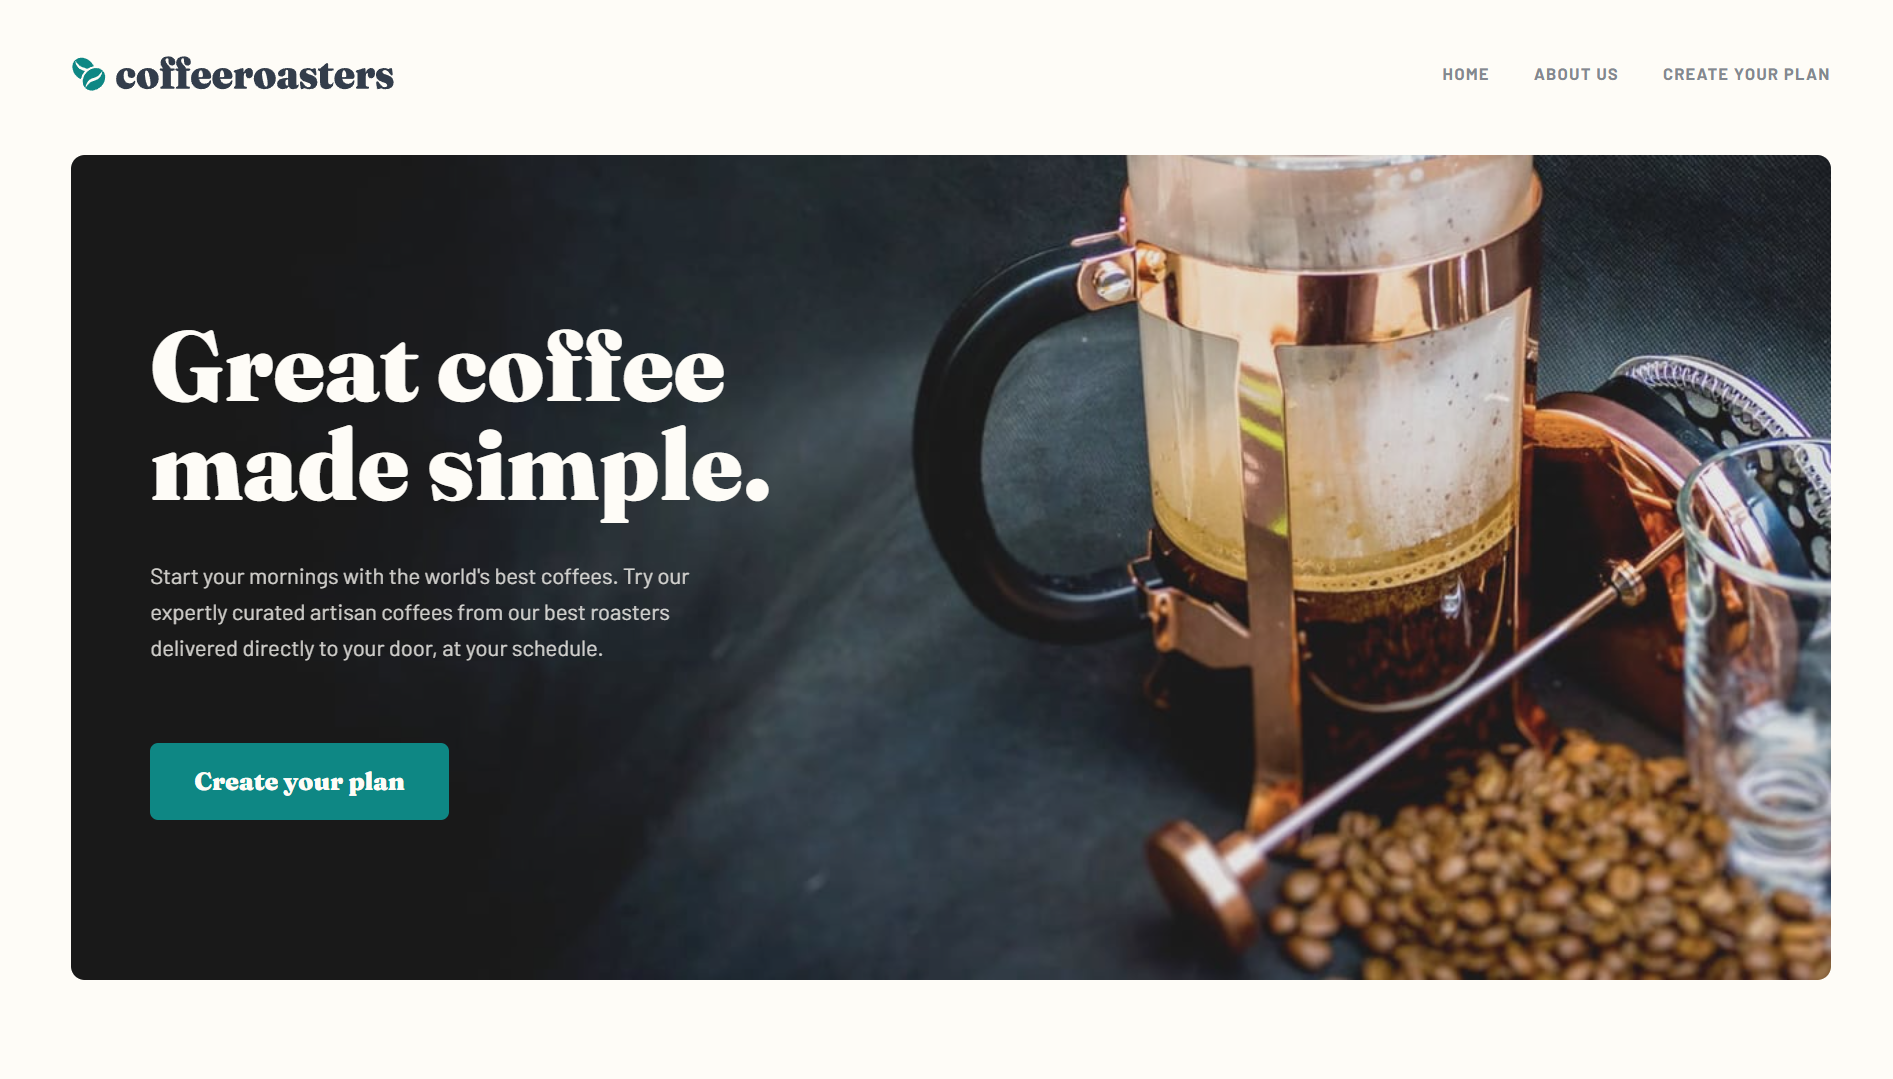 coffeeroasters
HOME
ABOUT US
CREATE YOUR PLAN
Great coffee
made simple.
Start your mornings with the world's best coffees. Try our
expertly curated artisan coffees from our best roasters
delivered directly to your door, at your schedule.
Create your plan